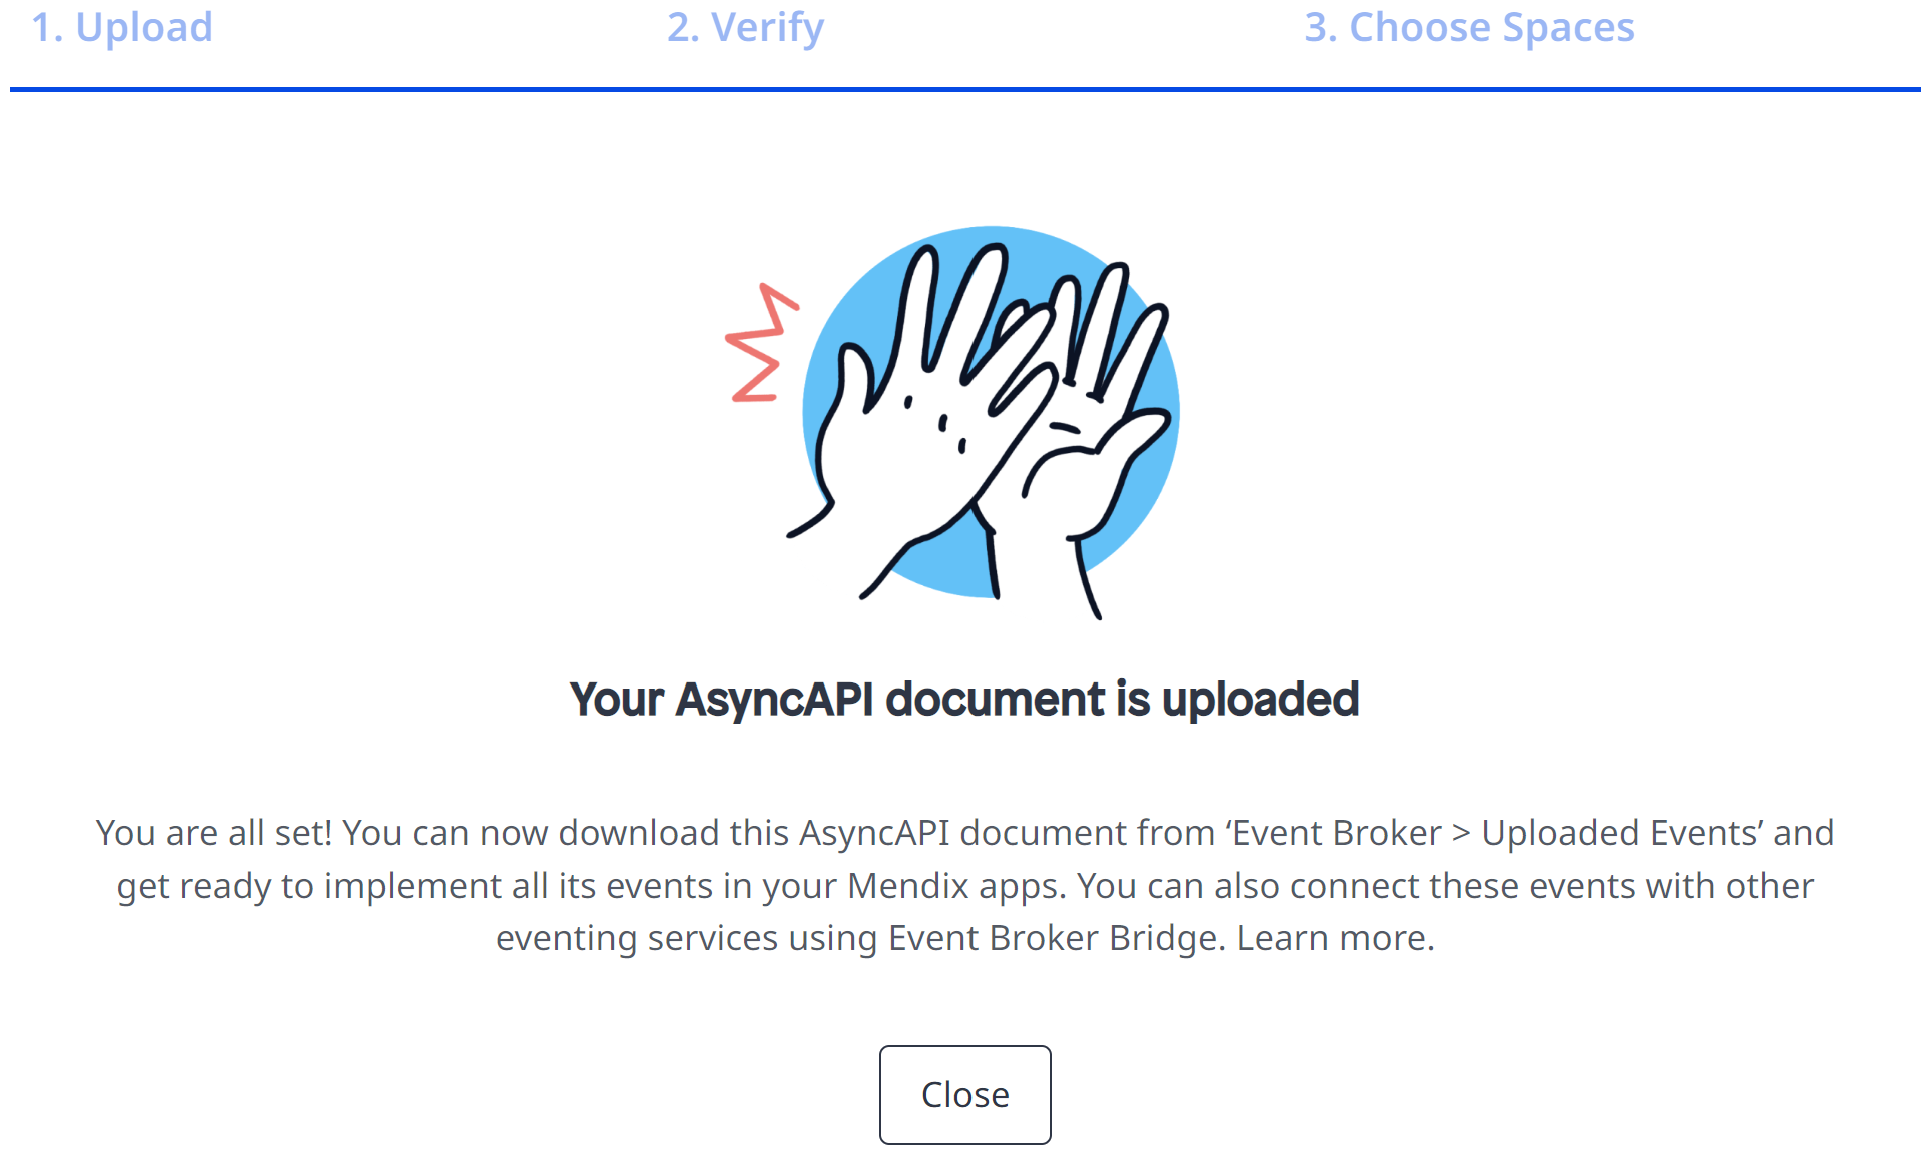 1. Upload
2. Verify
3. Choose Spaces
Your AsyncAPI document is uploaded
You are all set! You can now download this AsyncAPI document from ‘Event Broker > Uploaded Events’ and
get ready to implement all its events in your Mendix apps. You can also connect these events with other
eventing services using Event Broker Bridge. Learn more.
Close